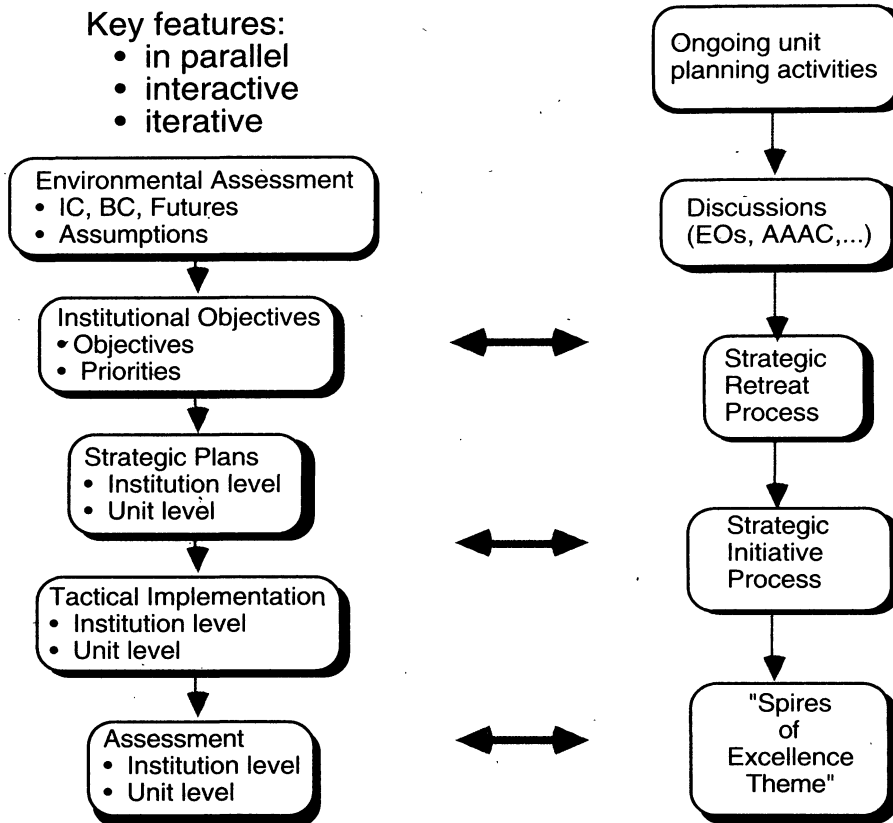 Key features:
• in parallel
• interactive
• iterative
Environmental Assessment
• IC, BC, Futures
• Assumptions
Institutional Objectives
• Objectives
• Priorities
Strategic Plans
• Institution level
• Unit level
Tactical Implementation
• Institution level
• Unit level
Assessment
• Institution level
• Unit level
Ongoing unit
planning activities
Discussions
(EOs, AAAC,...)
Strategic
Retreat
Process
Strategic
Initiative
Process
"Spires
of
Excellence
Theme"